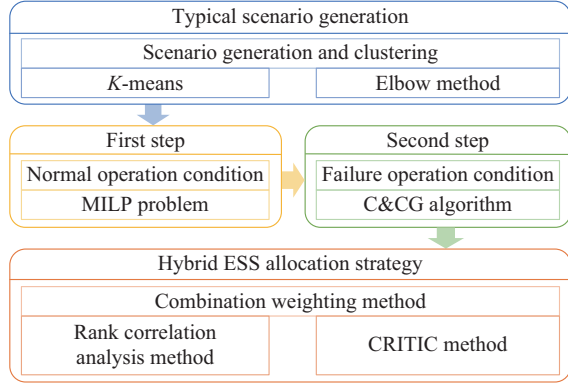 Typical scenario generation
Scenario generation and clustering
K-means
Elbow method
First step
Normal operation condition
MILP problem
Second step
Failure operation condition
C&CG algorithm
Hybrid ESS allocation strategy
Combination weighting method
Rank correlation
analysis method
CRITIC method